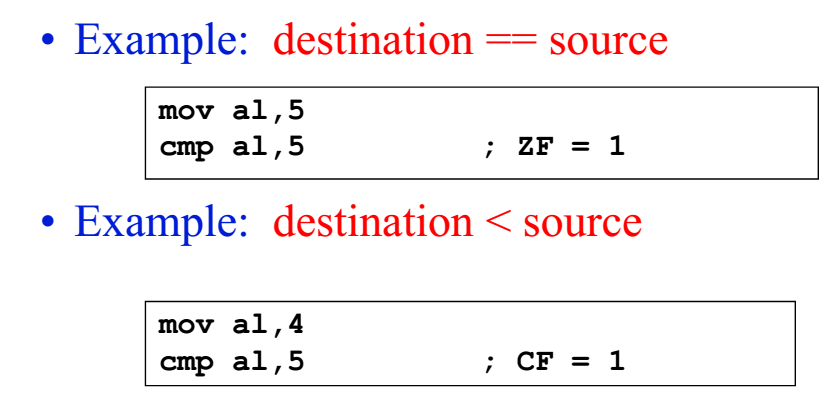 • Example: destination == source
mov al,5
cmp al,5 ; ZF = 1
• Example: destination < source
mov al,4
cmp al,5 ; CF = 1